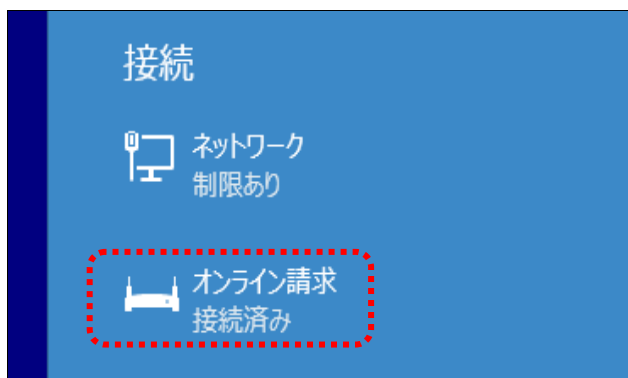 接続
ネットワーク
制限あり
オンライン請求
接続済み